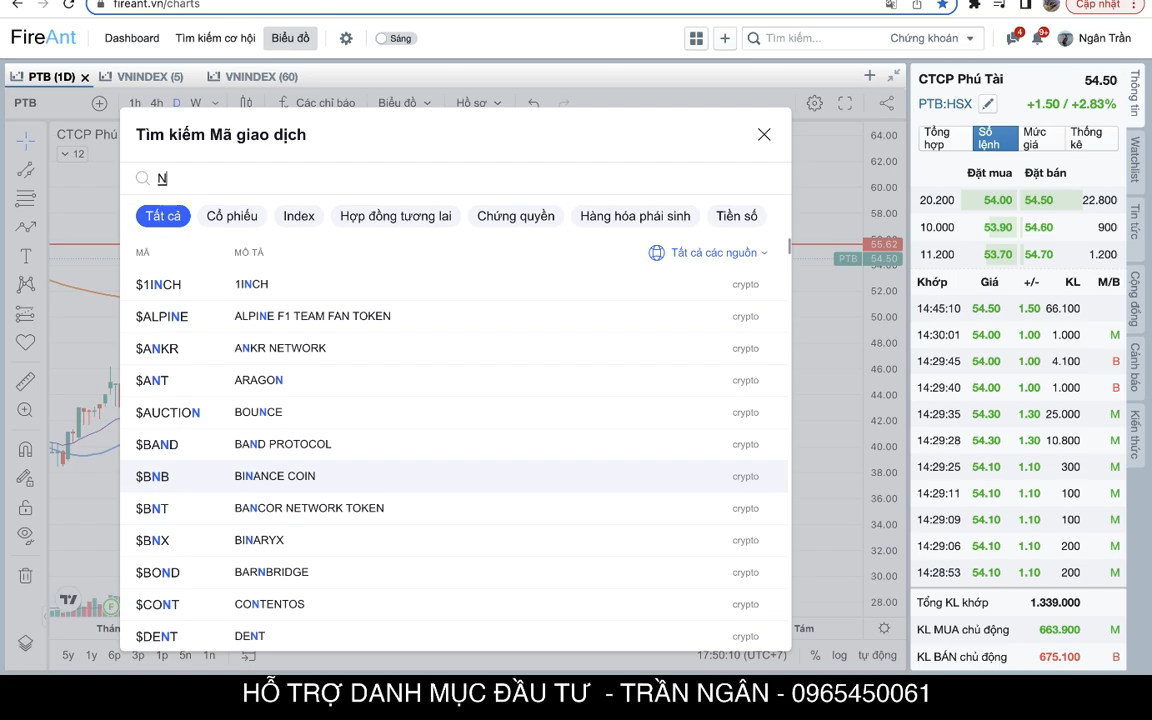 fireant.vn/charts
Cập nhật
FireAnt Dashboard Tìm kiếm cơ hội Biểu đồ Sáng Tìm kiếm... Chứng khoán 4 9+ Ngân Trần
PTB (1D) VNINDEX (5) VNINDEX (60)
PTB 1h 4h D W Các chỉ báo Biểu đồ Hồ sơ
CTCP Phú
12
Tìm kiếm Mã giao dịch
N
Tất cả Cổ phiếu Index Hợp đồng tương lai Chứng quyền Hàng hóa phái sinh Tiền số
MÃ MÔ TẢ Tất cả các nguồn
$1INCH 1INCH crypto
$ALPINE ALPINE F1 TEAM FAN TOKEN crypto
$ANKR ANKR NETWORK crypto
$ANT ARAGON crypto
$AUCTION BOUNCE crypto
$BAND BAND PROTOCOL crypto
$BNB BINANCE COIN crypto
$BNT BANCOR NETWORK TOKEN crypto
$BNX BINARYX crypto
$BOND BARNBRIDGE crypto
$CONT CONTENTOS crypto
$DENT DENT crypto
64.00
62.00
60.00
58.00
55.62
PTB 54.50
52.00
50.00
48.00
46.00
44.00
42.00
40.00
38.00
36.00
34.00
32.00
30.00
28.00
Thán Tám
5y 1y 6p 3p 1p 5n 1n 17:50:10 (UTC+7) % log tự động
CTCP Phú Tài 54.50
PTB:HSX +1.50 / +2.83%
Tổng hợp Sổ lệnh Mức giá Thống kê
Đặt mua Đặt bán
20.200 54.00 54.50 22.800
10.000 53.90 54.60 900
11.200 53.70 54.70 1.200
Khớp Giá +/- KL M/B
14:45:10 54.50 1.50 66.100
14:30:01 54.00 1.00 1.000 M
14:29:45 54.00 1.00 4.100 B
14:29:40 54.00 1.00 1.000 B
14:29:35 54.30 1.30 25.000 M
14:29:28 54.30 1.30 10.800 M
14:29:25 54.10 1.10 300 M
14:29:11 54.10 1.10 100 M
14:29:09 54.10 1.10 100 M
14:29:06 54.10 1.10 200 M
14:28:53 54.10 1.10 200 M
Tổng KL khớp 1.339.000
KL MUA chủ động 663.900 M
KL BÁN chủ động 675.100 B
Thông tin
Watchlist
Tin tức
Cộng đồng
Cảnh báo
Kiến thức
HỖ TRỢ DANH MỤC ĐẦU TƯ - TRẦN NGÂN - 0965450061